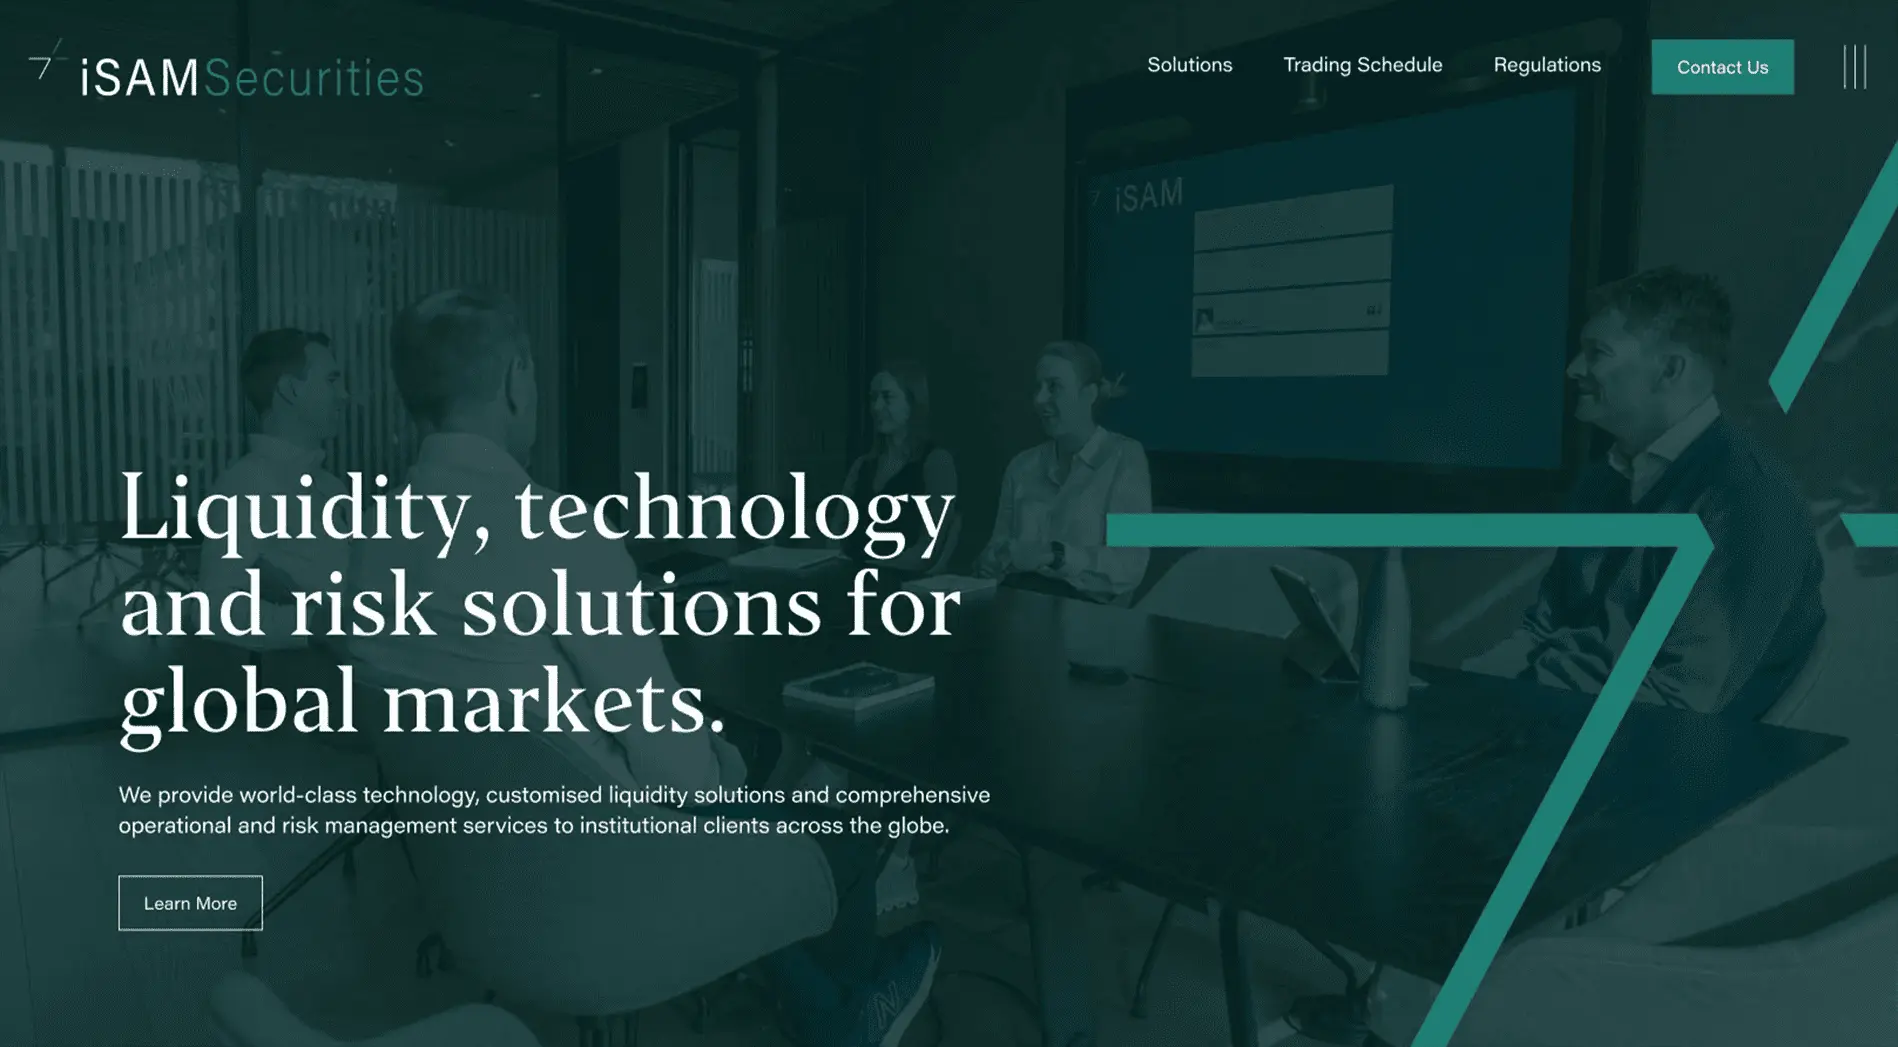 iSAMSecurities
Solutions
Trading Schedule
Regulations
Contact Us
iSAM
Liquidity, technology
and risk solutions for
global markets.
We provide world-class technology, customised liquidity solutions and comprehensive
operational and risk management services to institutional clients across the globe.
Learn More
N